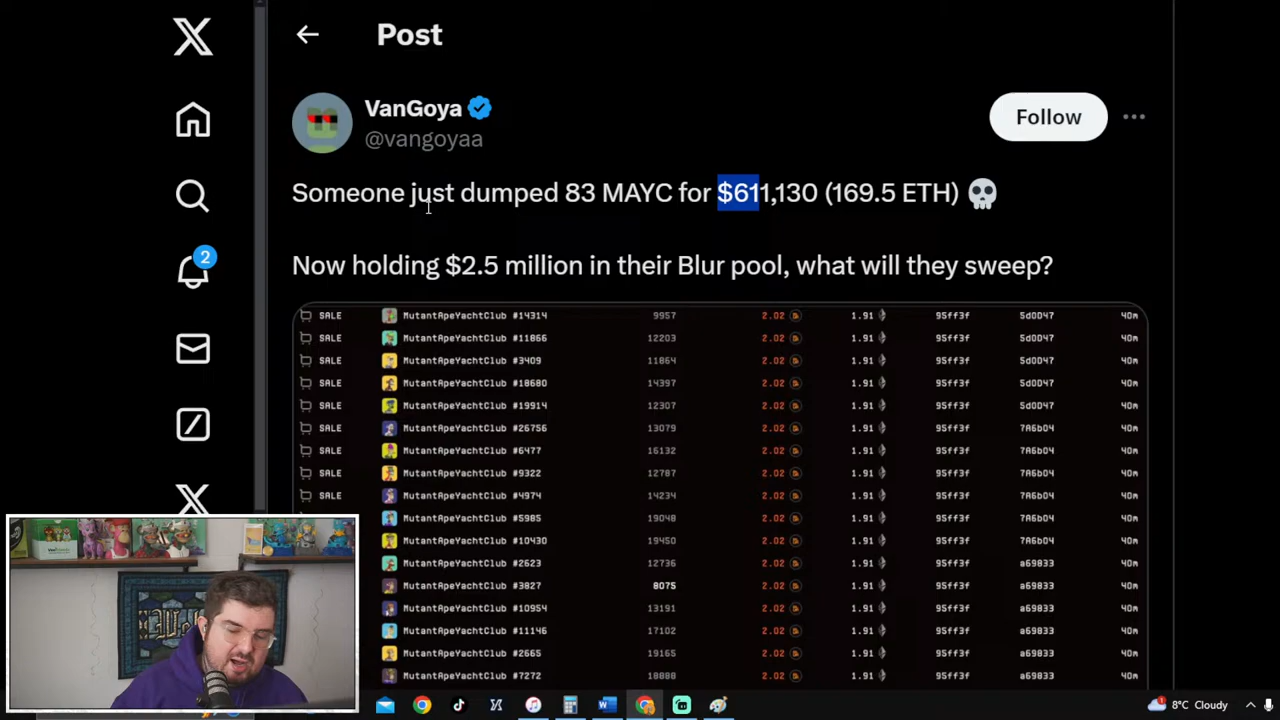 Post
VanGoya
@vangoyaa
Follow
Someone just dumped 83 MAYC for $611,130 (169.5 ETH) 💀
Now holding $2.5 million in their Blur pool, what will they sweep?
2
SALE MutantApeYachtClub #14314 9957 2.02 1.91 95ff3f 5d0D47 40m
SALE MutantApeYachtClub #11866 12203 2.02 1.91 95ff3f 5d0D47 40m
SALE MutantApeYachtClub #3409 11864 2.02 1.91 95ff3f 5d0D47 40m
SALE MutantApeYachtClub #18680 14397 2.02 1.91 95ff3f 5d0D47 40m
SALE MutantApeYachtClub #19914 12307 2.02 1.91 95ff3f 5d0D47 40m
SALE MutantApeYachtClub #26756 13079 2.02 1.91 95ff3f 7A6b04 40m
SALE MutantApeYachtClub #6477 16132 2.02 1.91 95ff3f 7A6b04 40m
SALE MutantApeYachtClub #9322 12787 2.02 1.91 95ff3f 7A6b04 40m
SALE MutantApeYachtClub #4974 14234 2.02 1.91 95ff3f 7A6b04 40m
MutantApeYachtClub #5985 19048 2.02 1.91 95ff3f 7A6b04 40m
MutantApeYachtClub #10430 19450 2.02 1.91 95ff3f 7A6b04 40m
MutantApeYachtClub #2623 12736 2.02 1.91 95ff3f a69833 40m
MutantApeYachtClub #3827 8075 2.02 1.91 95ff3f a69833 40m
MutantApeYachtClub #10954 13191 2.02 1.91 95ff3f a69833 40m
MutantApeYachtClub #11146 17102 2.02 1.91 95ff3f a69833 40m
MutantApeYachtClub #2665 19165 2.02 1.91 95ff3f a69833 40m
MutantApeYachtClub #7272 18888 2.02 1.91 95ff3f a69833 40m
8°C Cloudy